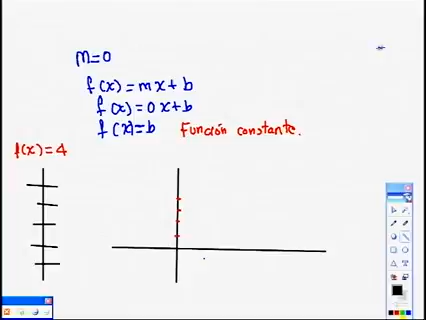 m=0
f(x)=mx+b
f(x)=0x+b
f(x)=b Función constante.
f(x)=4